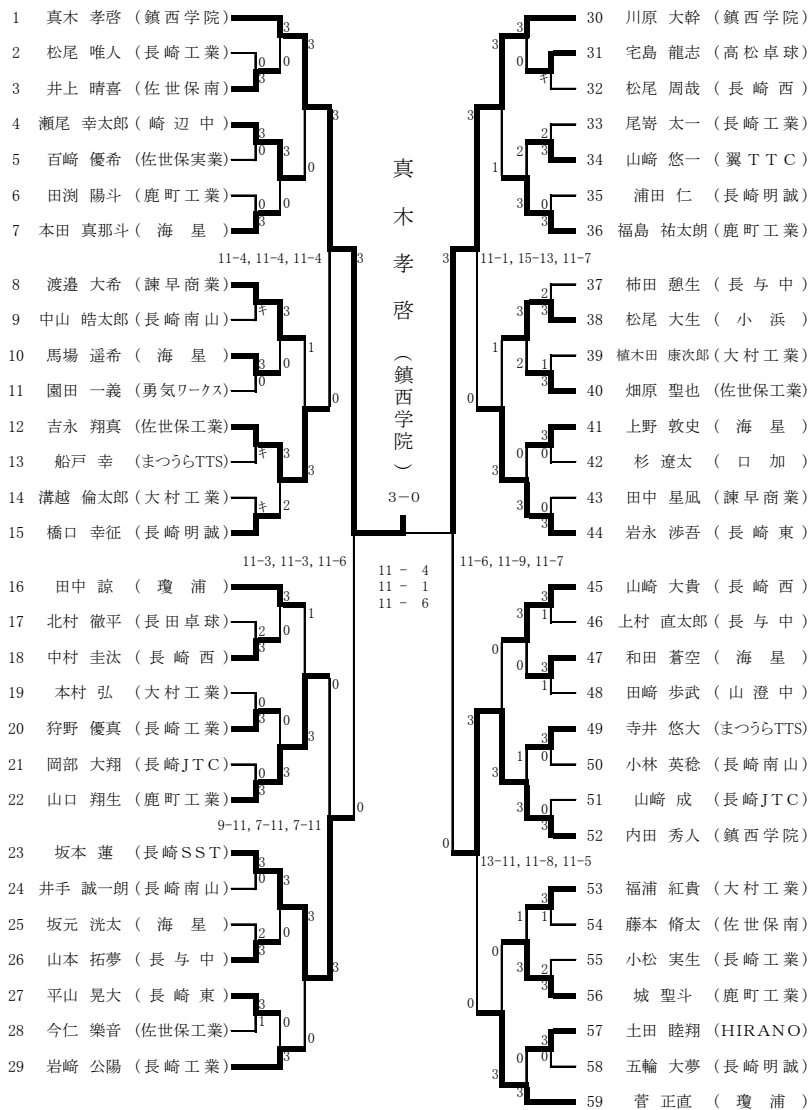 1 真木 孝啓 (鎮西学院)
2 松尾 唯人 (長崎工業)
3 井上 晴喜 (佐世保南)
4 瀬尾 幸太郎 (崎辺中)
5 百﨑 優希 (佐世保実業)
6 田渕 陽斗 (鹿町工業)
7 本田 真那斗 (海星)
11-4, 11-4, 11-4
8 渡邉 大希 (諫早商業)
9 中山 皓太郎 (長崎南山)
10 馬場 遥希 (海星)
11 園田 一義 (勇気ワークス)
12 吉永 翔真 (佐世保工業)
13 船戸 幸 (まつうらTTS)
14 溝越 倫太郎 (大村工業)
15 橋口 幸征 (長崎明誠)
11-3, 11-3, 11-6
16 田中 諒 (瓊浦)
17 北村 徹平 (長田卓球)
18 中村 圭汰 (長崎西)
19 本村 弘 (大村工業)
20 狩野 優真 (長崎工業)
21 岡部 大翔 (長崎JTC)
22 山口 翔生 (鹿町工業)
9-11, 7-11, 7-11
23 坂本 蓮 (長崎SST)
24 井手 誠一朗 (長崎南山)
25 坂元 洸太 (海星)
26 山本 拓夢 (長与中)
27 平山 晃大 (長崎東)
28 今仁 樂音 (佐世保工業)
29 岩﨑 公陽 (長崎工業)
真木孝啓(鎮西学院)
3-0
11 - 4
11 - 1
11 - 6
30 川原 大幹 (鎮西学院)
31 宅島 龍志 (高松卓球)
32 松尾 周哉 (長崎西)
33 尾嵜 太一 (長崎工業)
34 山﨑 悠一 (翼TTC)
35 浦田 仁 (長崎明誠)
36 福島 祐太朗 (鹿町工業)
11-1, 15-13, 11-7
37 柿田 憩生 (長与中)
38 松尾 大生 (小浜)
39 植木田 康次郎 (大村工業)
40 畑原 聖也 (佐世保工業)
41 上野 敦史 (海星)
42 杉 遼太 (口加)
43 田中 星凪 (諫早商業)
44 岩永 渉吾 (長崎東)
11-6, 11-9, 11-7
45 山崎 大貴 (長崎西)
46 上村 直太郎 (長与中)
47 和田 蒼空 (海星)
48 田﨑 歩武 (山澄中)
49 寺井 悠大 (まつうらTTS)
50 小林 英稔 (長崎南山)
51 山﨑 成 (長崎JTC)
52 内田 秀人 (鎮西学院)
13-11, 11-8, 11-5
53 福浦 紅貴 (大村工業)
54 藤本 脩太 (佐世保南)
55 小松 実生 (長崎工業)
56 城 聖斗 (鹿町工業)
57 土田 睦翔 (HIRANO)
58 五輪 大夢 (長崎明誠)
59 菅 正直 (瓊浦)